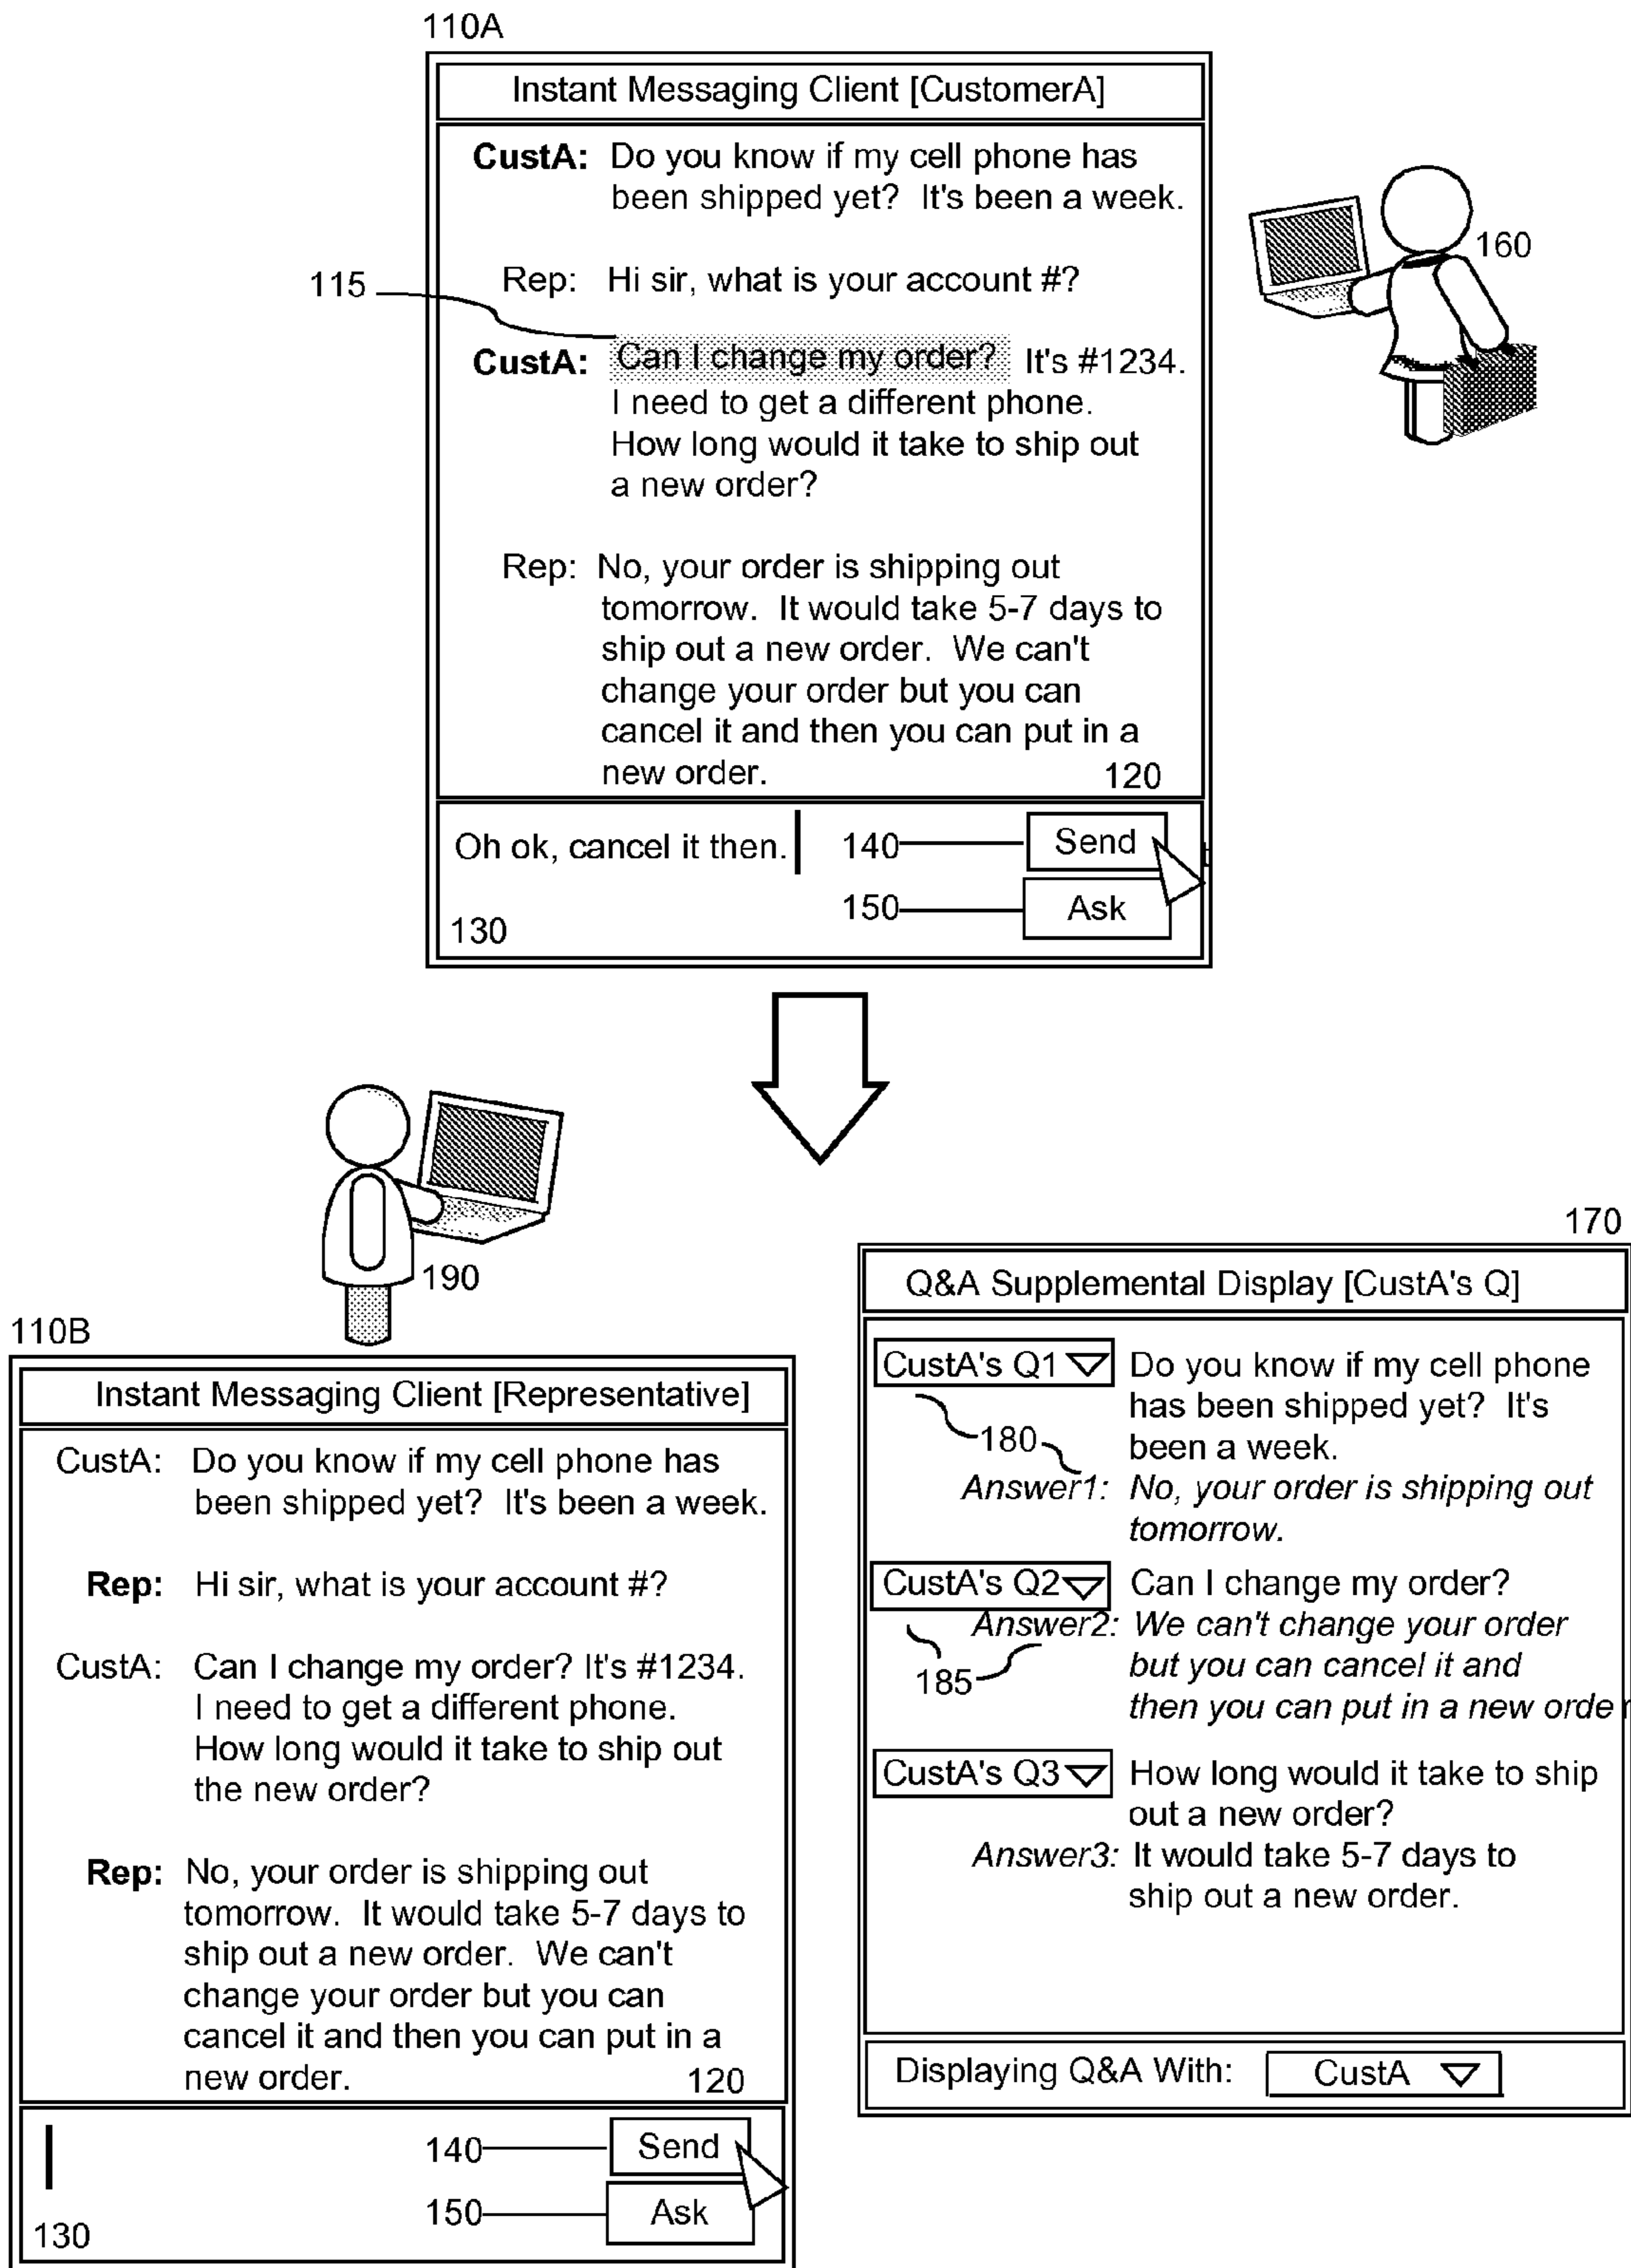 110A
Instant Messaging Client [CustomerA]
CustA: Do you know if my cell phone has
been shipped yet? It's been a week.
160
115
Rep: Hi sir, what is your account #?
CustA: Can I change my order? It's #1234.
I need to get a different phone.
How long would it take to ship out
a new order?
Rep: No, your order is shipping out
tomorrow. It would take 5-7 days to
ship out a new order. We can't
change your order but you can
cancel it and then you can put in a
new order.
120
Oh ok, cancel it then.
140
Send
150
Ask
130
190
110B
Instant Messaging Client [Representative]
CustA: Do you know if my cell phone has
been shipped yet? It's been a week.
Rep: Hi sir, what is your account #?
CustA: Can I change my order? It's #1234.
I need to get a different phone.
How long would it take to ship out
the new order?
Rep: No, your order is shipping out
tomorrow. It would take 5-7 days to
ship out a new order. We can't
change your order but you can
cancel it and then you can put in a
new order.
120
140
Send
150
Ask
130
170
Q&A Supplemental Display [CustA's Q]
CustA's Q1 Do you know if my cell phone
has been shipped yet? It's
been a week.
180
Answer1: No, your order is shipping out
tomorrow.
CustA's Q2 Can I change my order?
Answer2: We can't change your order
but you can cancel it and
then you can put in a new order
185
CustA's Q3 How long would it take to ship
out a new order?
Answer3: It would take 5-7 days to
ship out a new order.
Displaying Q&A With: CustA